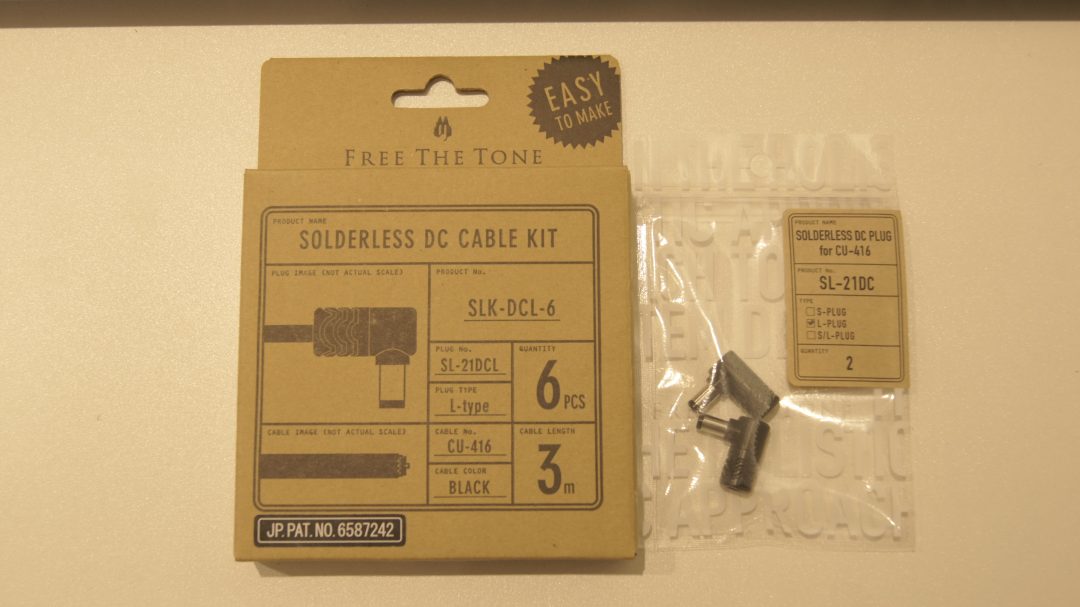 EASY
TO MAKE
FREE THE TONE
PRODUCT NAME
SOLDERLESS DC CABLE KIT
PLUG IMAGE (NOT ACTUAL SCALE)
PRODUCT No.
SLK-DCL-6
PLUG No.
SL-21DCL
PLUG TYPE
L-type
QUANTITY
6 PCS
CABLE IMAGE (NOT ACTUAL SCALE)
CABLE No.
CU-416
CABLE COLOR
BLACK
CABLE LENGTH
3m
JP. PAT. NO. 6587242
PRODUCT NAME
SOLDERLESS DC PLUG
for CU-416
PRODUCT No.
SL-21DC
TYPE
S-PLUG
L-PLUG
S/L-PLUG
QUANTITY
2
APPROACH